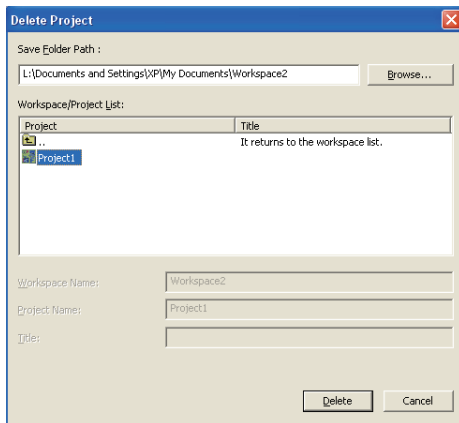 Delete Project
Save Folder Path :
L:\Documents and Settings\XP\My Documents\Workspace2
Browse...
Workspace/Project List:
Project Title
.. It returns to the workspace list.
Project1
Workspace Name: Workspace2
Project Name: Project1
Title:
Delete Cancel